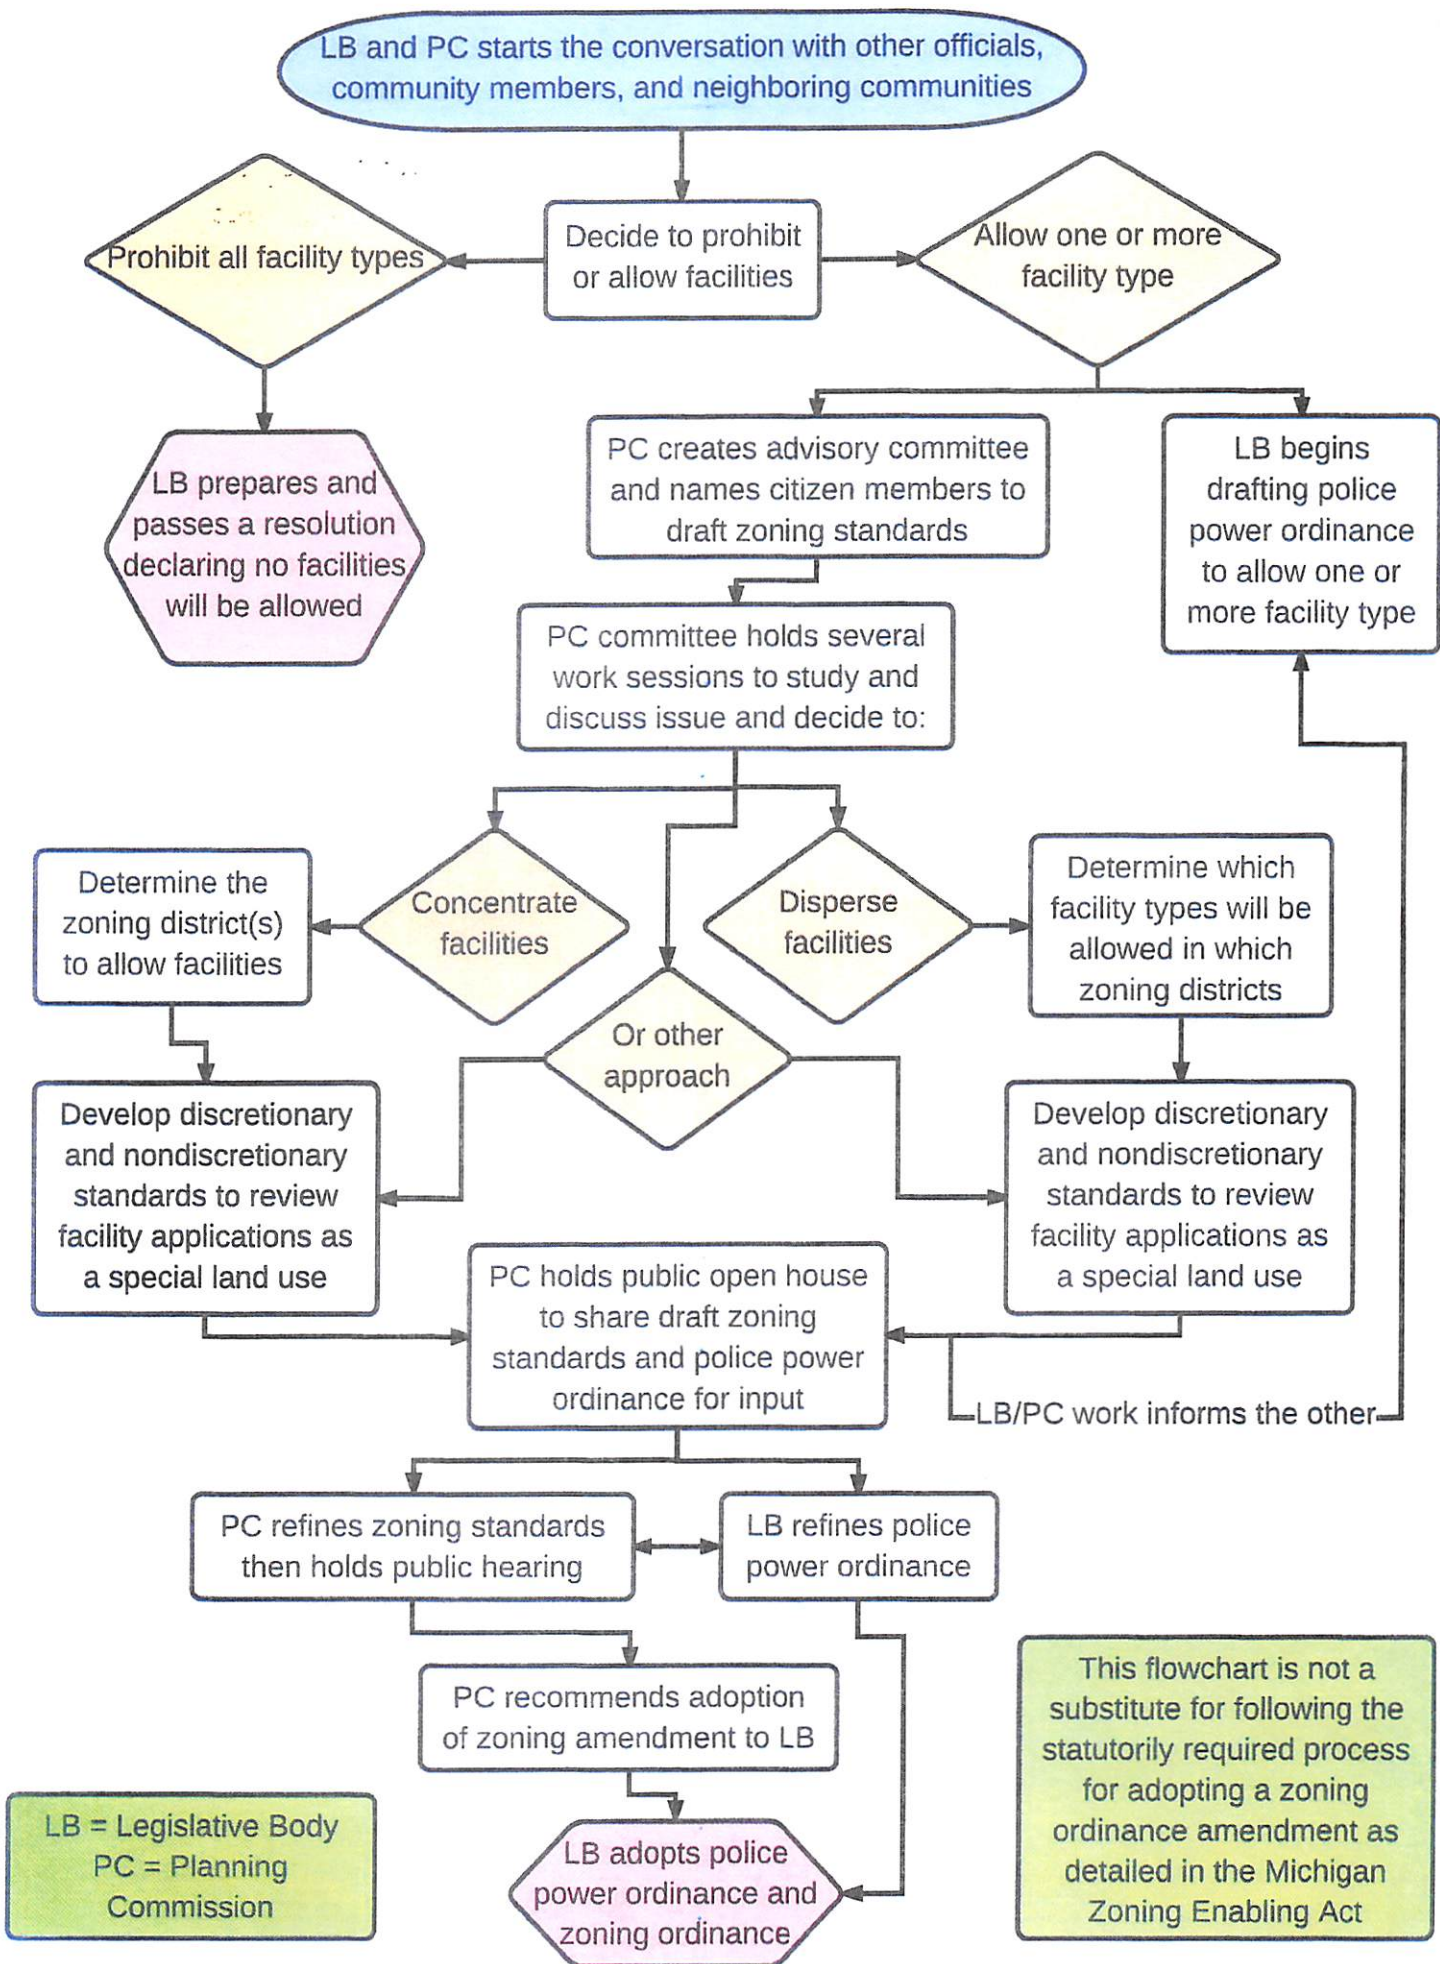 LB and PC starts the conversation with other officials,
community members, and neighboring communities
Prohibit all facility types
Decide to prohibit
or allow facilities
Allow one or more
facility type
LB prepares and
passes a resolution
declaring no facilities
will be allowed
PC creates advisory committee
and names citizen members to
draft zoning standards
LB begins
drafting police
power ordinance
to allow one or
more facility type
PC committee holds several
work sessions to study and
discuss issue and decide to:
Determine the
zoning district(s)
to allow facilities
Concentrate
facilities
Disperse
facilities
Determine which
facility types will be
allowed in which
zoning districts
Or other
approach
Develop discretionary
and nondiscretionary
standards to review
facility applications as
a special land use
Develop discretionary
and nondiscretionary
standards to review
facility applications as
a special land use
PC holds public open house
to share draft zoning
standards and police power
ordinance for input
LB/PC work informs the other
PC refines zoning standards
then holds public hearing
LB refines police
power ordinance
PC recommends adoption
of zoning amendment to LB
LB = Legislative Body
PC = Planning
Commission
LB adopts police
power ordinance and
zoning ordinance
This flowchart is not a
substitute for following the
statutorily required process
for adopting a zoning
ordinance amendment as
detailed in the Michigan
Zoning Enabling Act